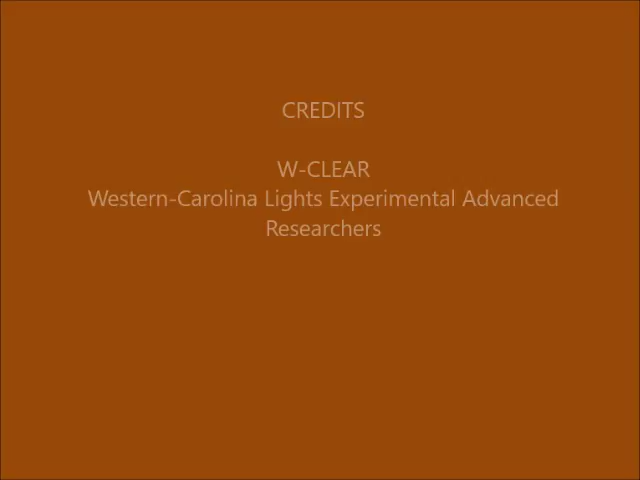 CREDITS
W-CLEAR
Western-Carolina Lights Experimental Advanced
Researchers